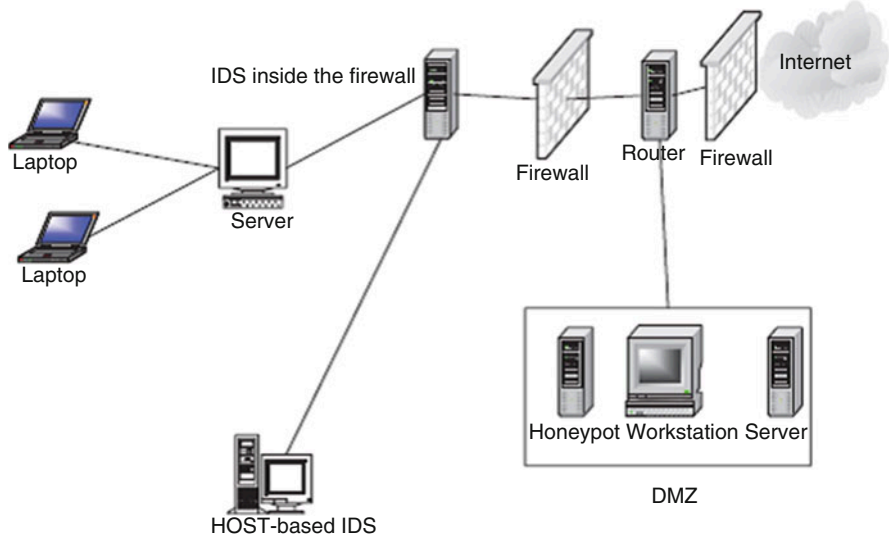 Internet
IDS inside the firewall
Laptop
Firewall
Router
Firewall
Server
Laptop
Honeypot Workstation Server
DMZ
HOST-based IDS